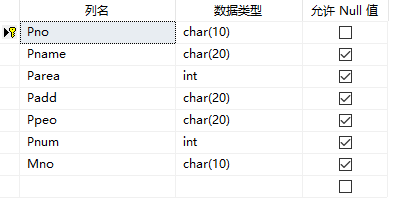 列名 数据类型 允许 Null 值
Pno char(10)
Pname char(20)
Parea int
Padd char(20)
Ppeo char(20)
Pnum int
Mno char(10)